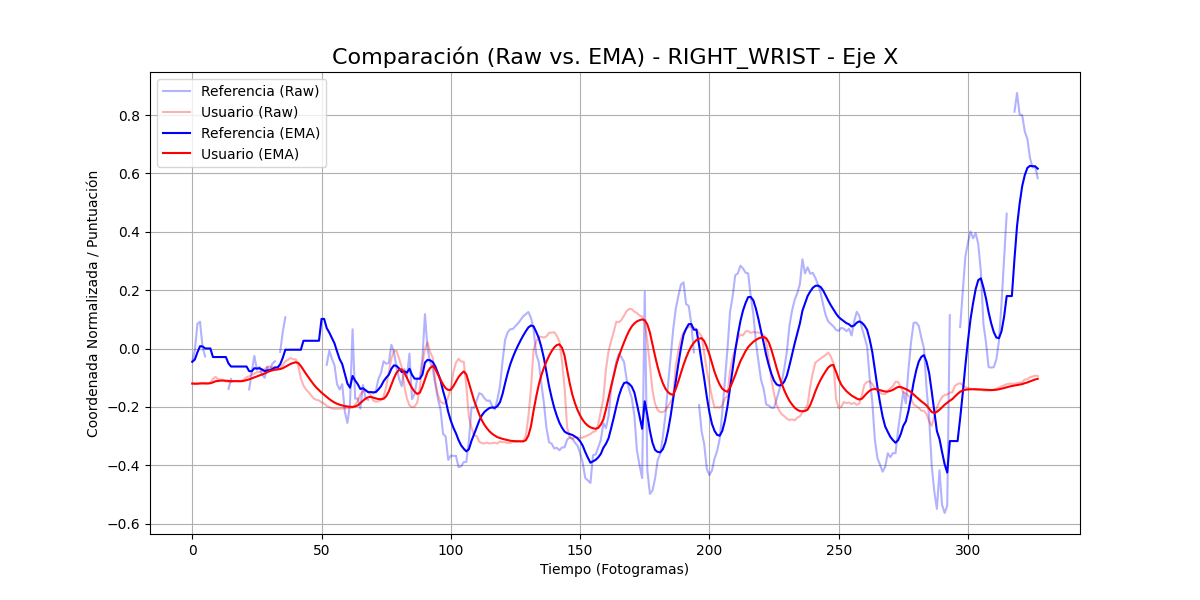 Comparación (Raw vs. EMA) - RIGHT_WRIST - Eje X
Referencia (Raw)
Usuario (Raw)
Referencia (EMA)
Usuario (EMA)
Coordenada Normalizada / Puntuación
0.8
0.6
0.4
0.2
0.0
−0.2
−0.4
−0.6
0 50 100 150 200 250 300
Tiempo (Fotogramas)